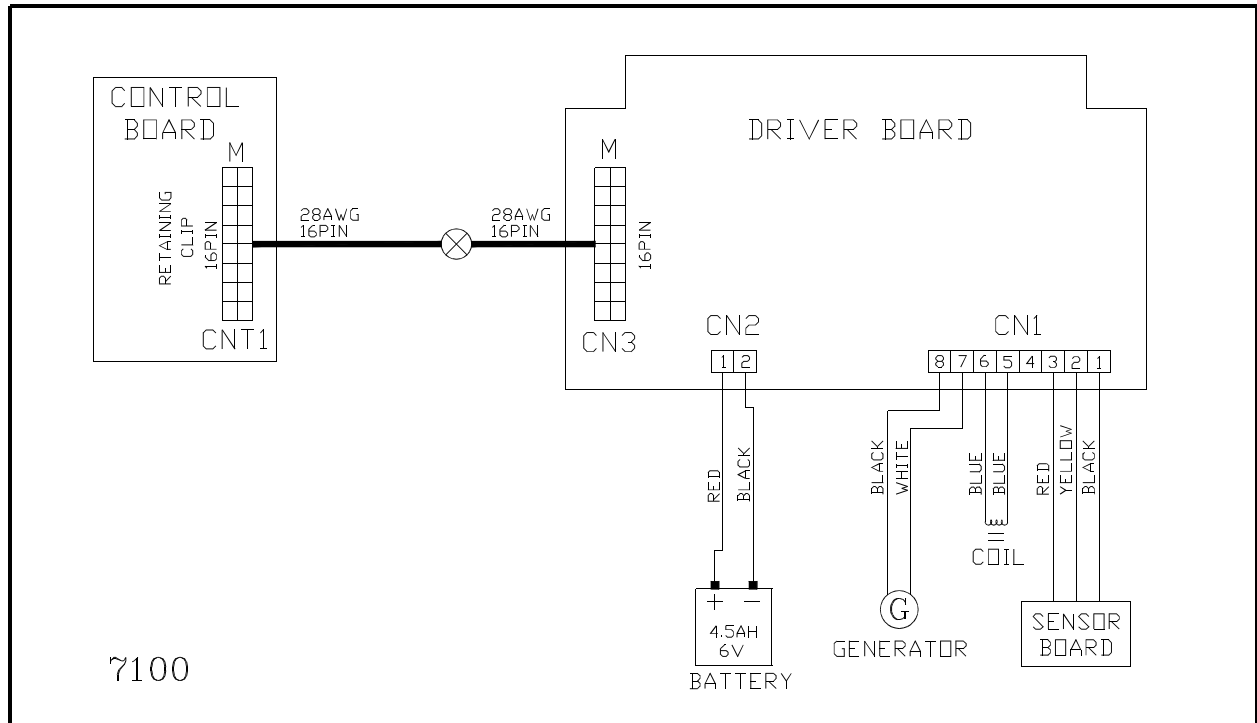 CONTROL
BOARD
M
RETAINING
CLIP
16PIN
CNT1
28AWG
16PIN
28AWG
16PIN
DRIVER BOARD
M
16PIN
CN3
CN2
1 2
CN1
8 7 6 5 4 3 2 1
RED
BLACK
BLACK
WHITE
BLUE
BLUE
RED
YELLOW
BLACK
COIL
+ −
4.5AH
6V
BATTERY
G
GENERATOR
SENSOR
BOARD
7100